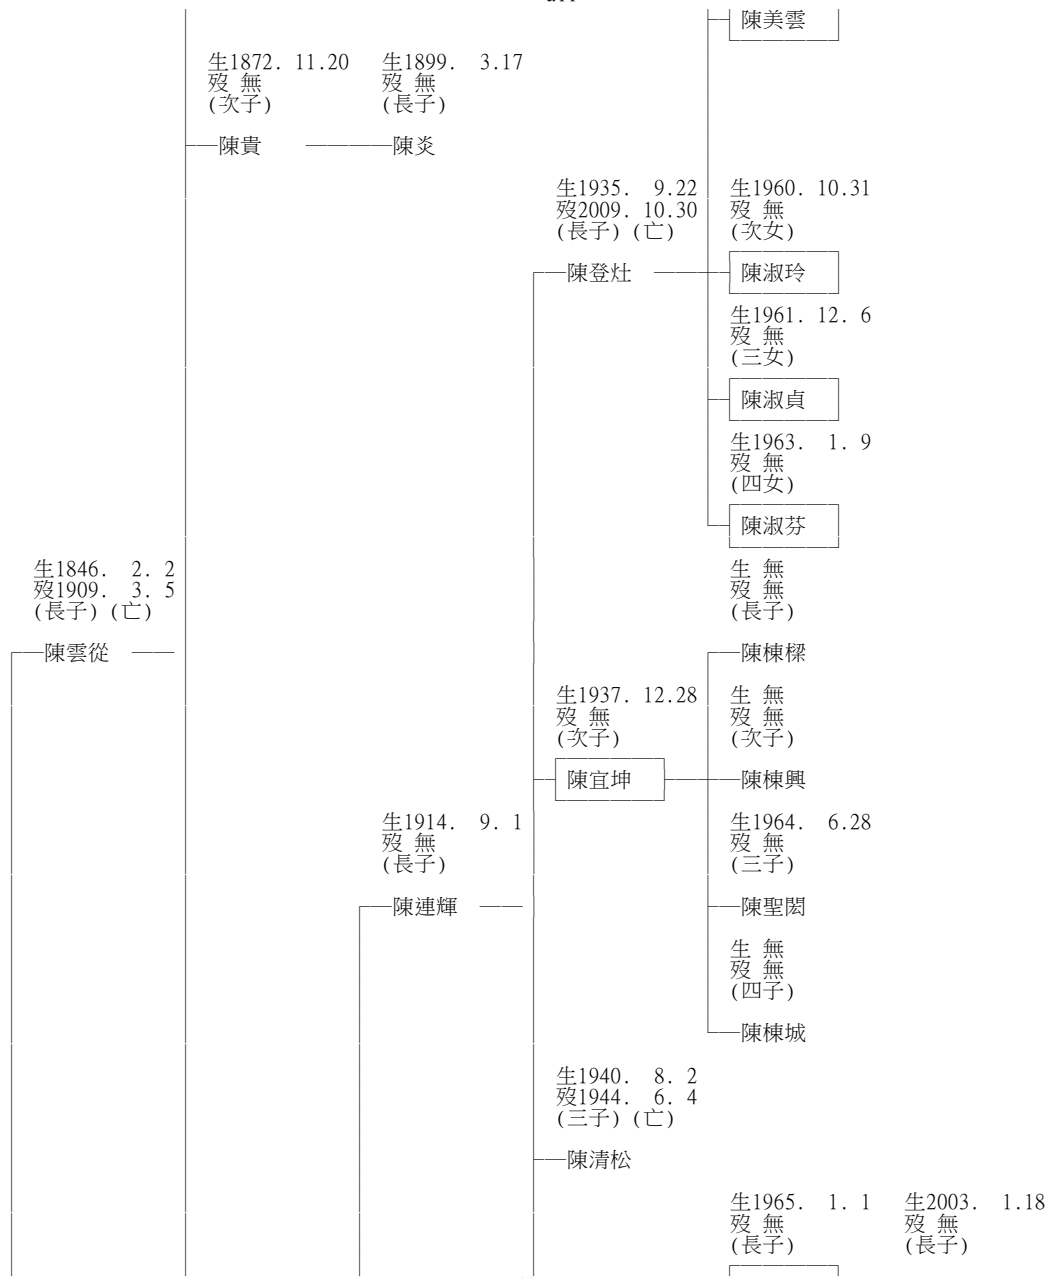 陳美雲
生1872. 11.20 生1899. 3.17
歿 無 歿 無
(次子) (長子)
陳貴 陳炎
生1935. 9.22 生1960. 10.31
歿2009. 10.30 歿 無
(長子)(亡) (次女)
陳登灶 陳淑玲
生1961. 12. 6
歿 無
(三女)
陳淑貞
生1963. 1. 9
歿 無
(四女)
陳淑芬
生1846. 2. 2 生 無
歿1909. 3. 5 歿 無
(長子)(亡) (長子)
陳雲從 陳棟樑
生1937. 12.28 生 無
歿 無 歿 無
(次子) (次子)
陳宜坤 陳棟興
生1914. 9. 1 生1964. 6.28
歿 無 歿 無
(長子) (三子)
陳連輝 陳聖閎
生 無
歿 無
(四子)
陳棟城
生1940. 8. 2
歿1944. 6. 4
(三子)(亡)
陳清松
生1965. 1. 1 生2003. 1.18
歿 無 歿 無
(長子) (長子)